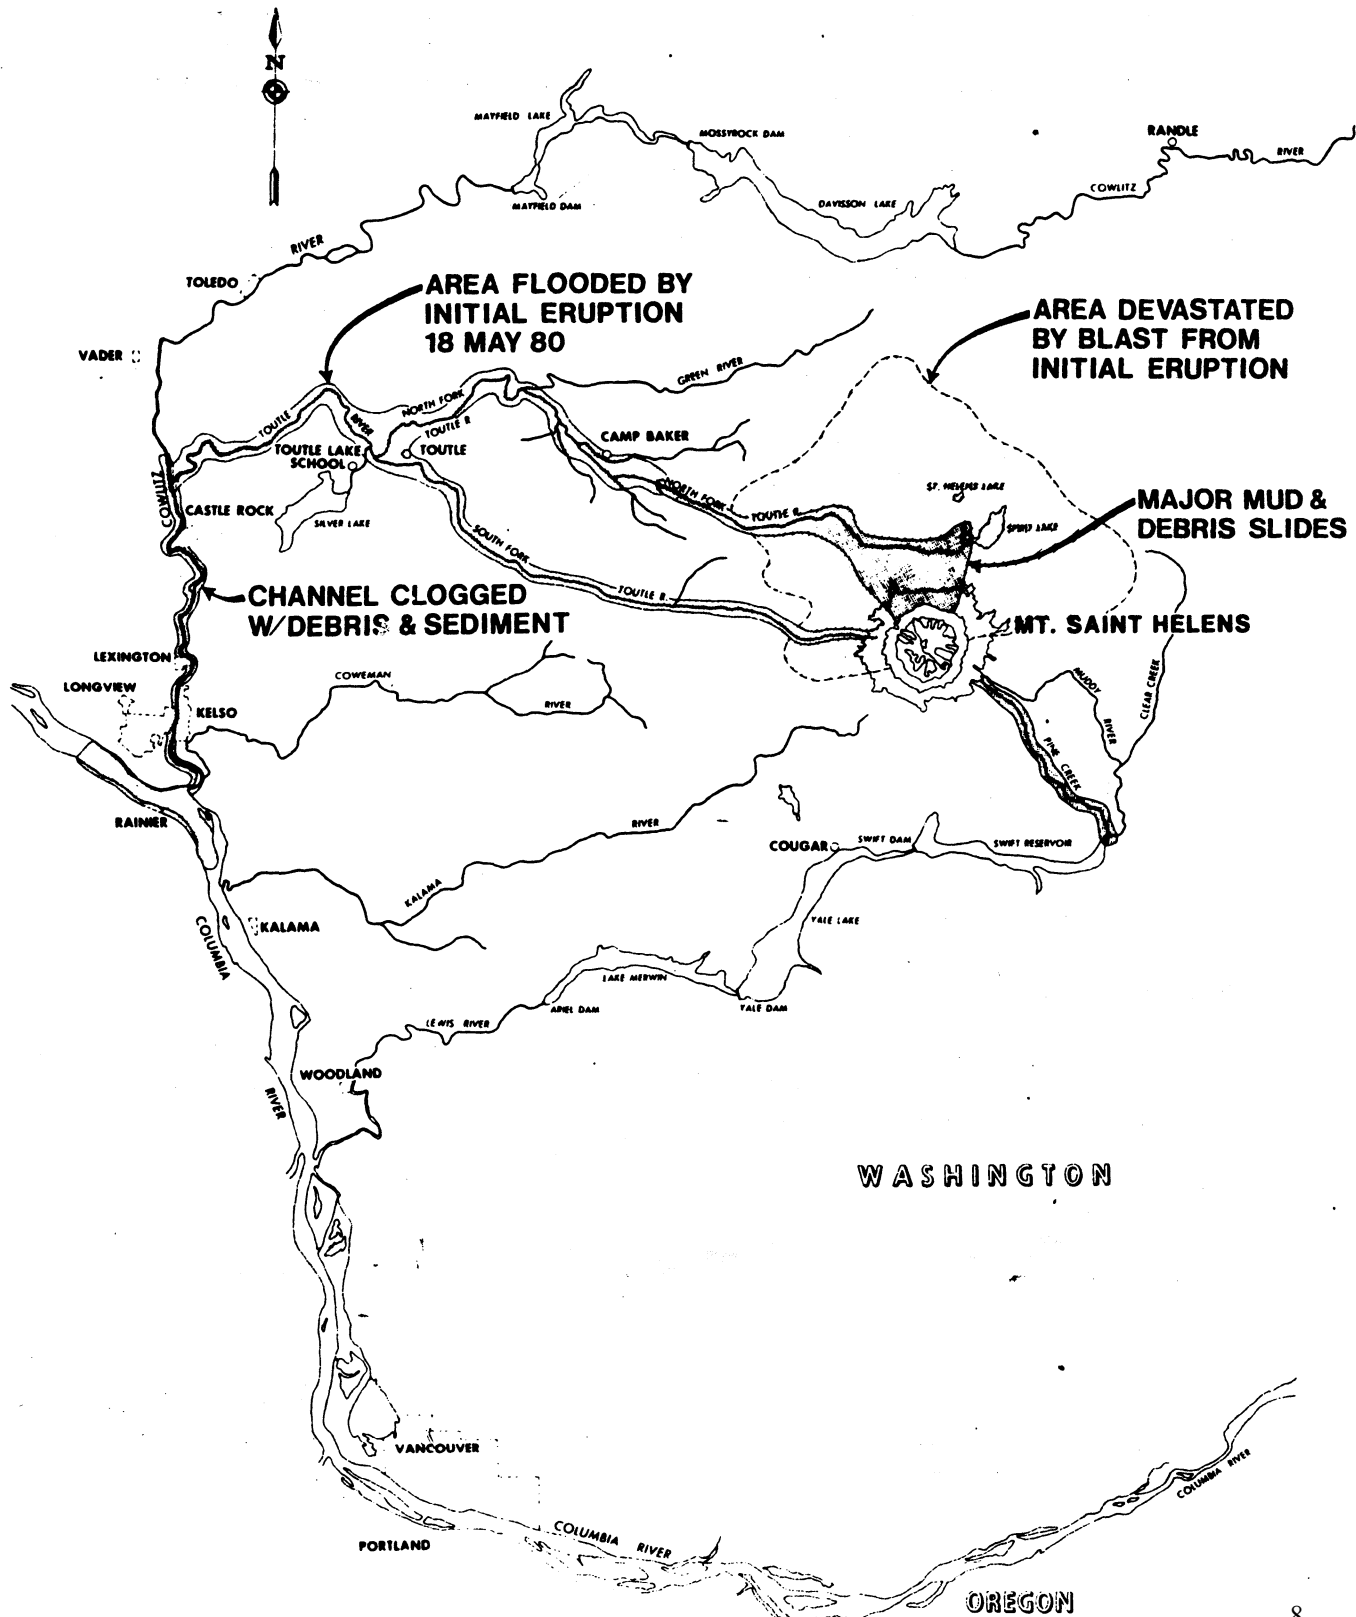 N
MAYFIELD LAKE
MOSSYROCK DAM
RANDLE
RIVER
COWLITZ
MAYFIELD DAM
DAVISSON LAKE
RIVER
TOLEDO
AREA FLOODED BY
INITIAL ERUPTION
18 MAY 80
AREA DEVASTATED
BY BLAST FROM
INITIAL ERUPTION
VADER
GREEN RIVER
NORTH FORK
TOUTLE R
TOUTLE
RIVER
TOUTLE LAKE
SCHOOL
TOUTLE
CAMP BAKER
COWLITZ
CASTLE ROCK
SILVER LAKE
NORTH FORK
TOUTLE R.
ST. HELENS LAKE
SPIRIT LAKE
MAJOR MUD &
DEBRIS SLIDES
SOUTH FORK
TOUTLE R.
CHANNEL CLOGGED
W/DEBRIS & SEDIMENT
MT. SAINT HELENS
LEXINGTON
LONGVIEW
KELSO
COWEMAN
RIVER
MUDDY
RIVER
CLEAR CREEK
PINE CREEK
RAINIER
RIVER
KALAMA
COUGAR
SWIFT DAM
SWIFT RESERVOIR
YALE LAKE
KALAMA
COLUMBIA
LAKE MERWIN
ARIEL DAM
YALE DAM
LEWIS RIVER
WOODLAND
RIVER
WASHINGTON
VANCOUVER
COLUMBIA RIVER
PORTLAND
COLUMBIA RIVER
OREGON
8